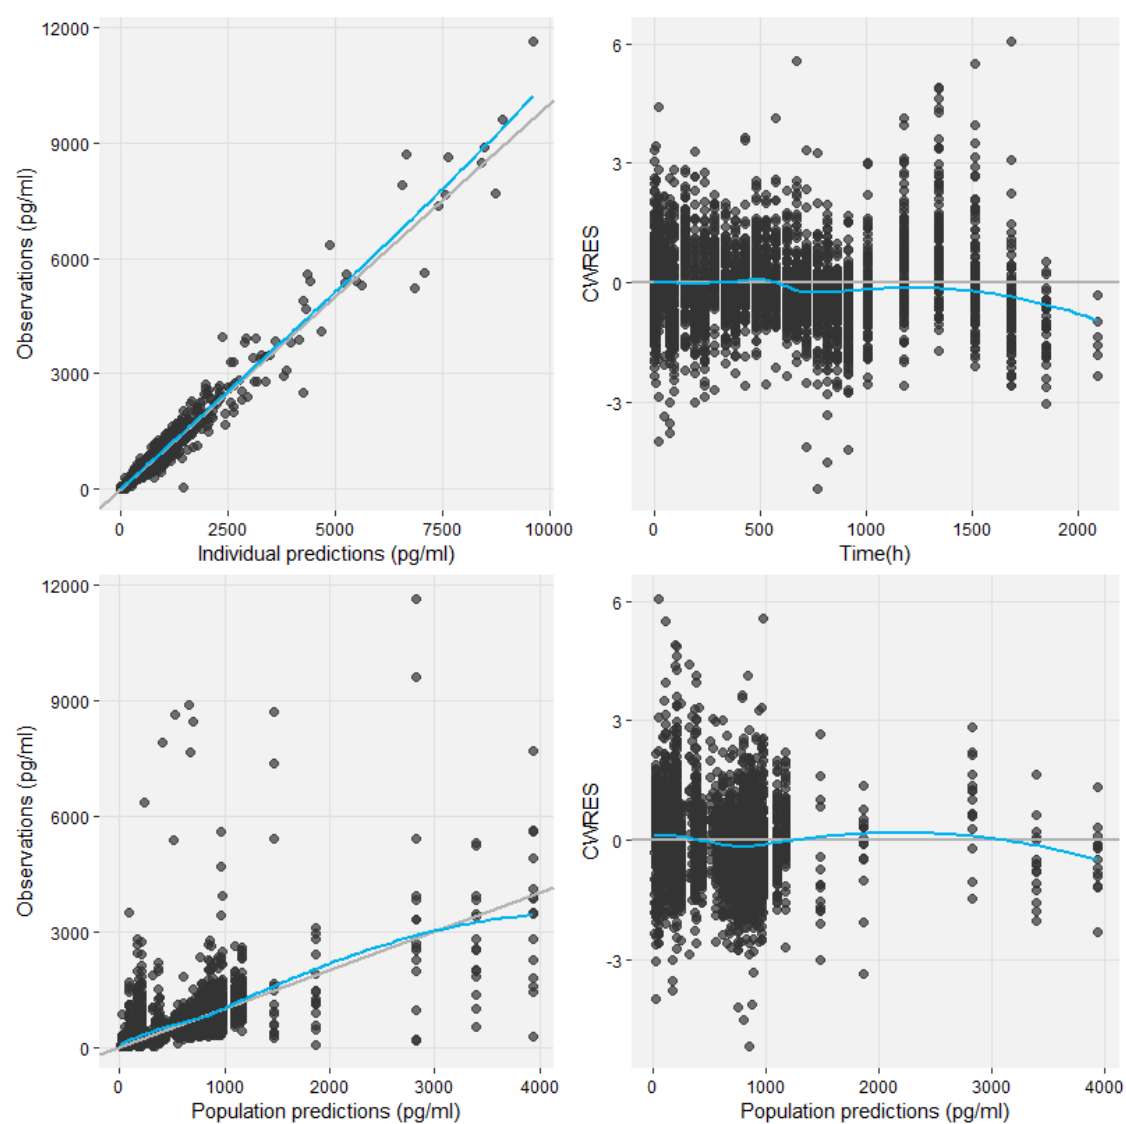 12000
9000
6000
3000
0
Observations (pg/ml)
0 2500 5000 7500 10000
Individual predictions (pg/ml)
6
3
0
-3
CWRES
0 500 1000 1500 2000
Time(h)
12000
9000
6000
3000
0
Observations (pg/ml)
0 1000 2000 3000 4000
Population predictions (pg/ml)
6
3
0
-3
CWRES
0 1000 2000 3000 4000
Population predictions (pg/ml)